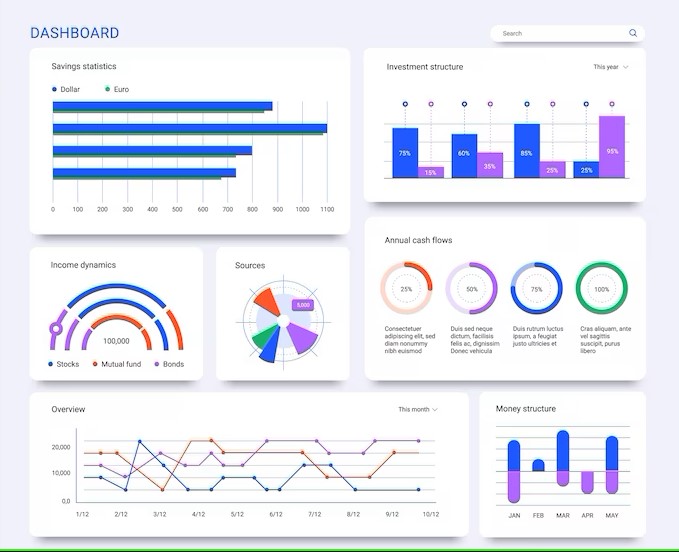 DASHBOARD
Search
Savings statistics
Dollar Euro
0 100 200 300 400 500 600 700 800 900 1000 1100
Investment structure
This year
75% 15% 60% 35% 85% 25% 25% 95%
Income dynamics
100,000
Stocks Mutual fund Bonds
Sources
5,000
Annual cash flows
25% 50% 75% 100%
Consectetuer
adipiscing elit, sed
diam nonummy
nibh euismod
Duis sed neque
dictum, facilisis
felis ac, dignissim
Donec vehicula
Duis rutrum luctus
ipsum, a feugiat
justo ultricies et
Cras aliquam, ante
vel sagittis
suscipit, purus
libero
Overview
This month
20,000
10,000
0,0
1/12 2/12 3/12 4/12 5/12 6/12 7/12 8/12 9/12 10/12
Money structure
JAN FEB MAR APR MAY